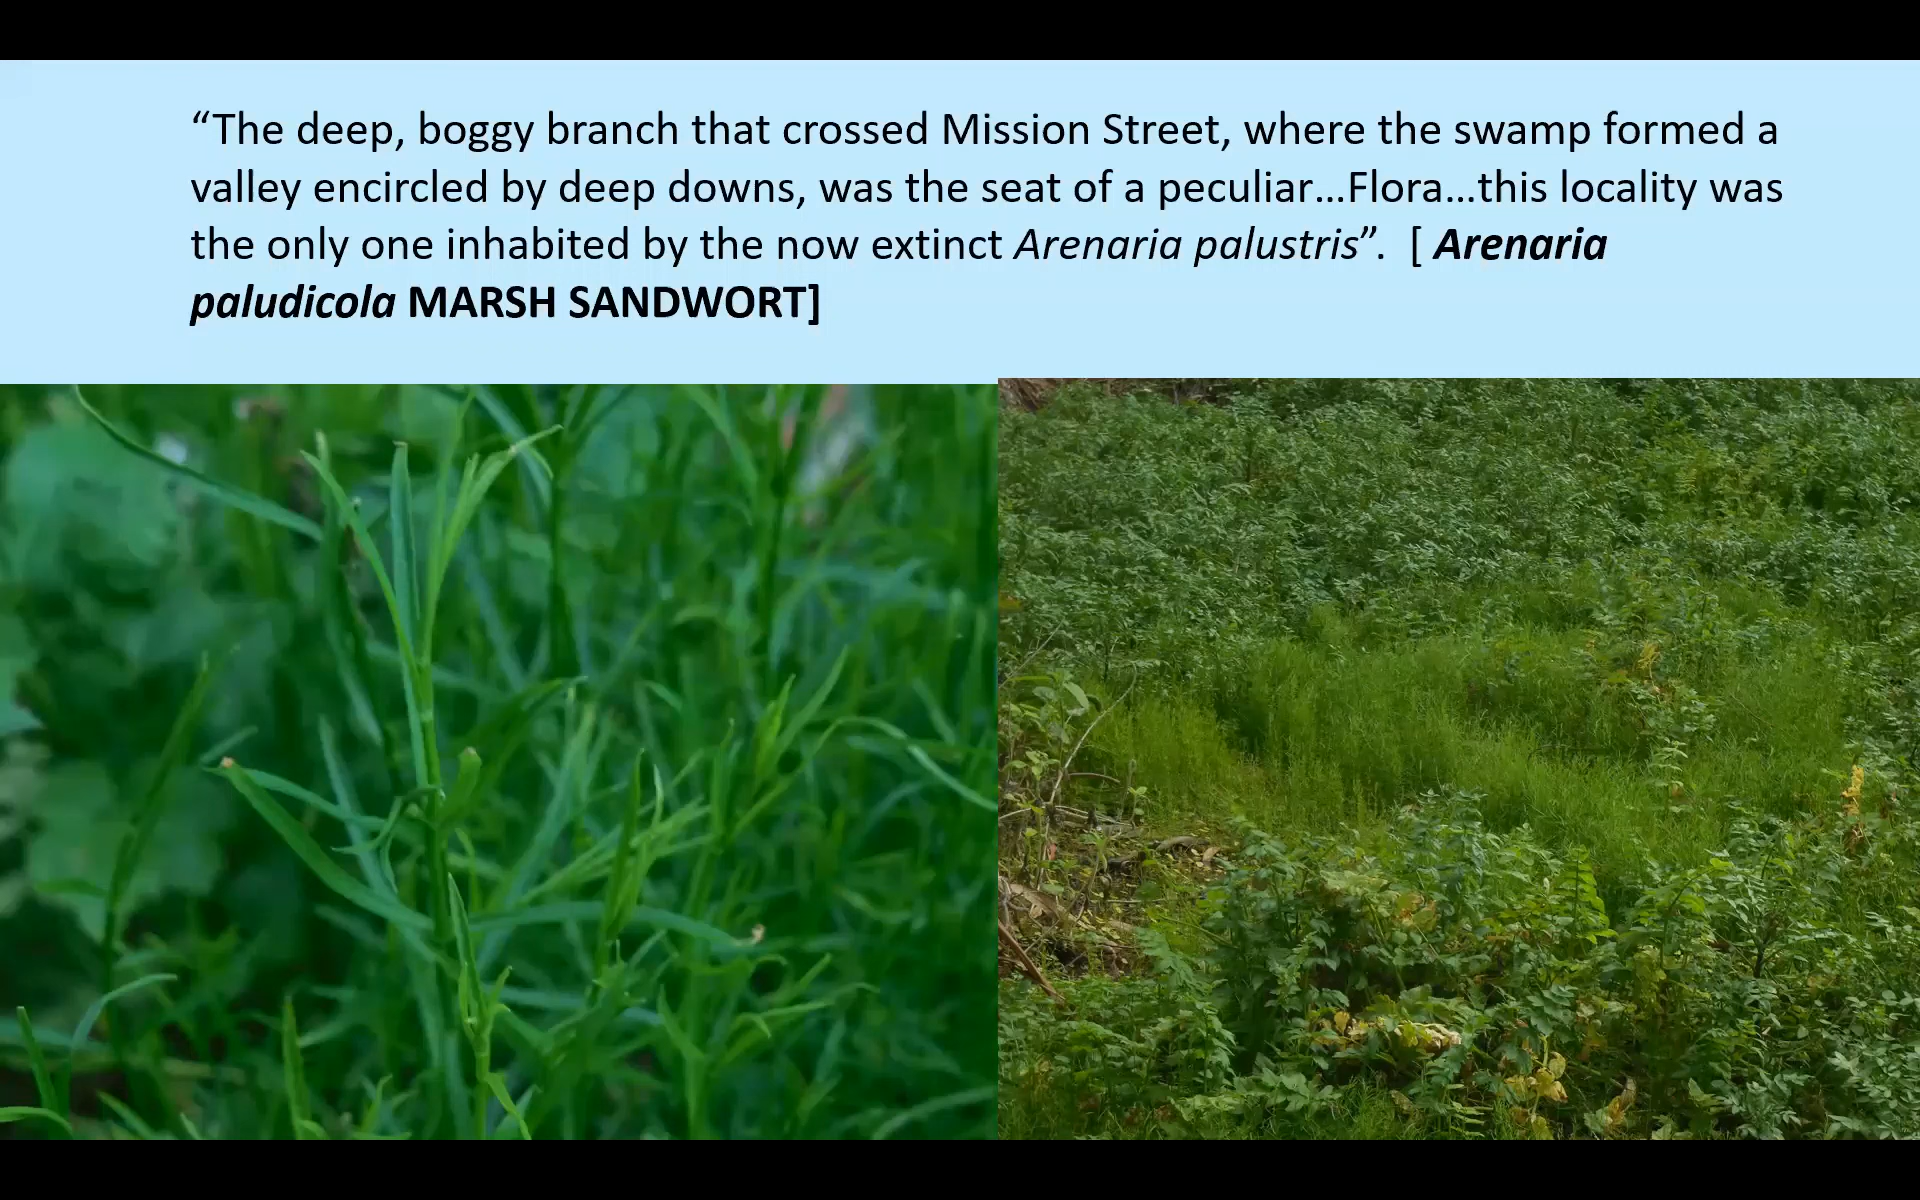 “The deep, boggy branch that crossed Mission Street, where the swamp formed a
valley encircled by deep downs, was the seat of a peculiar…Flora…this locality was
the only one inhabited by the now extinct Arenaria palustris”.  [ Arenaria
paludicola MARSH SANDWORT]